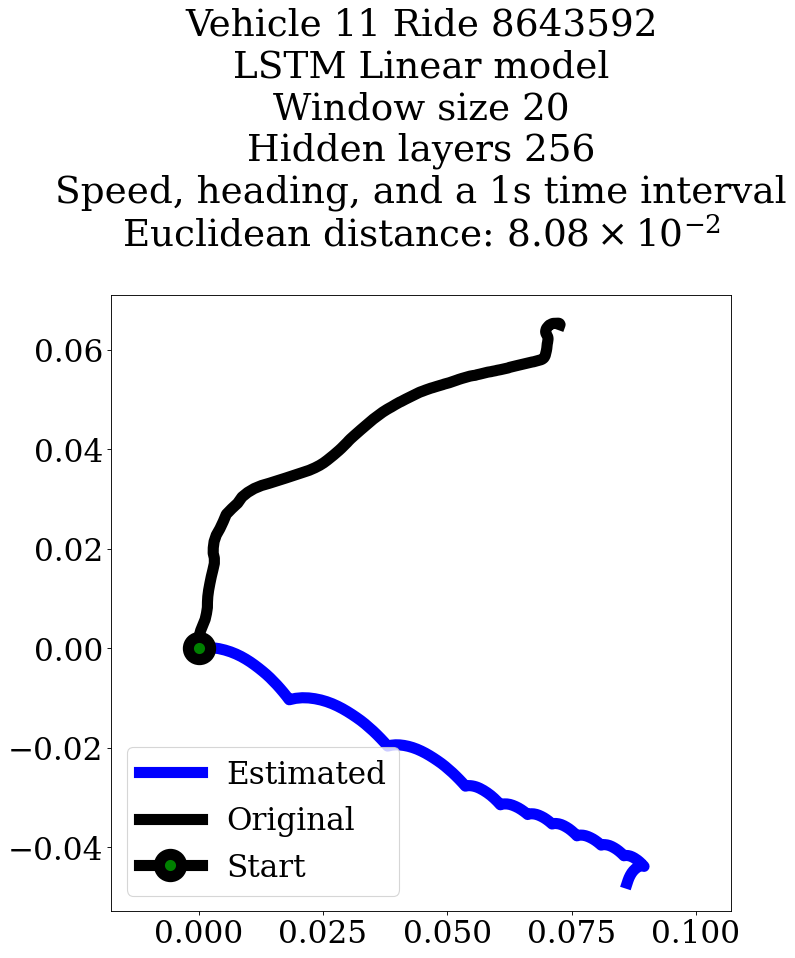 Vehicle 11 Ride 8643592
LSTM Linear model
Window size 20
Hidden layers 256
Speed, heading, and a 1s time interval
Euclidean distance: 8.08 × 10⁻²
0.06
0.04
0.02
0.00
−0.02
−0.04
Estimated
Original
Start
0.000 0.025 0.050 0.075 0.100